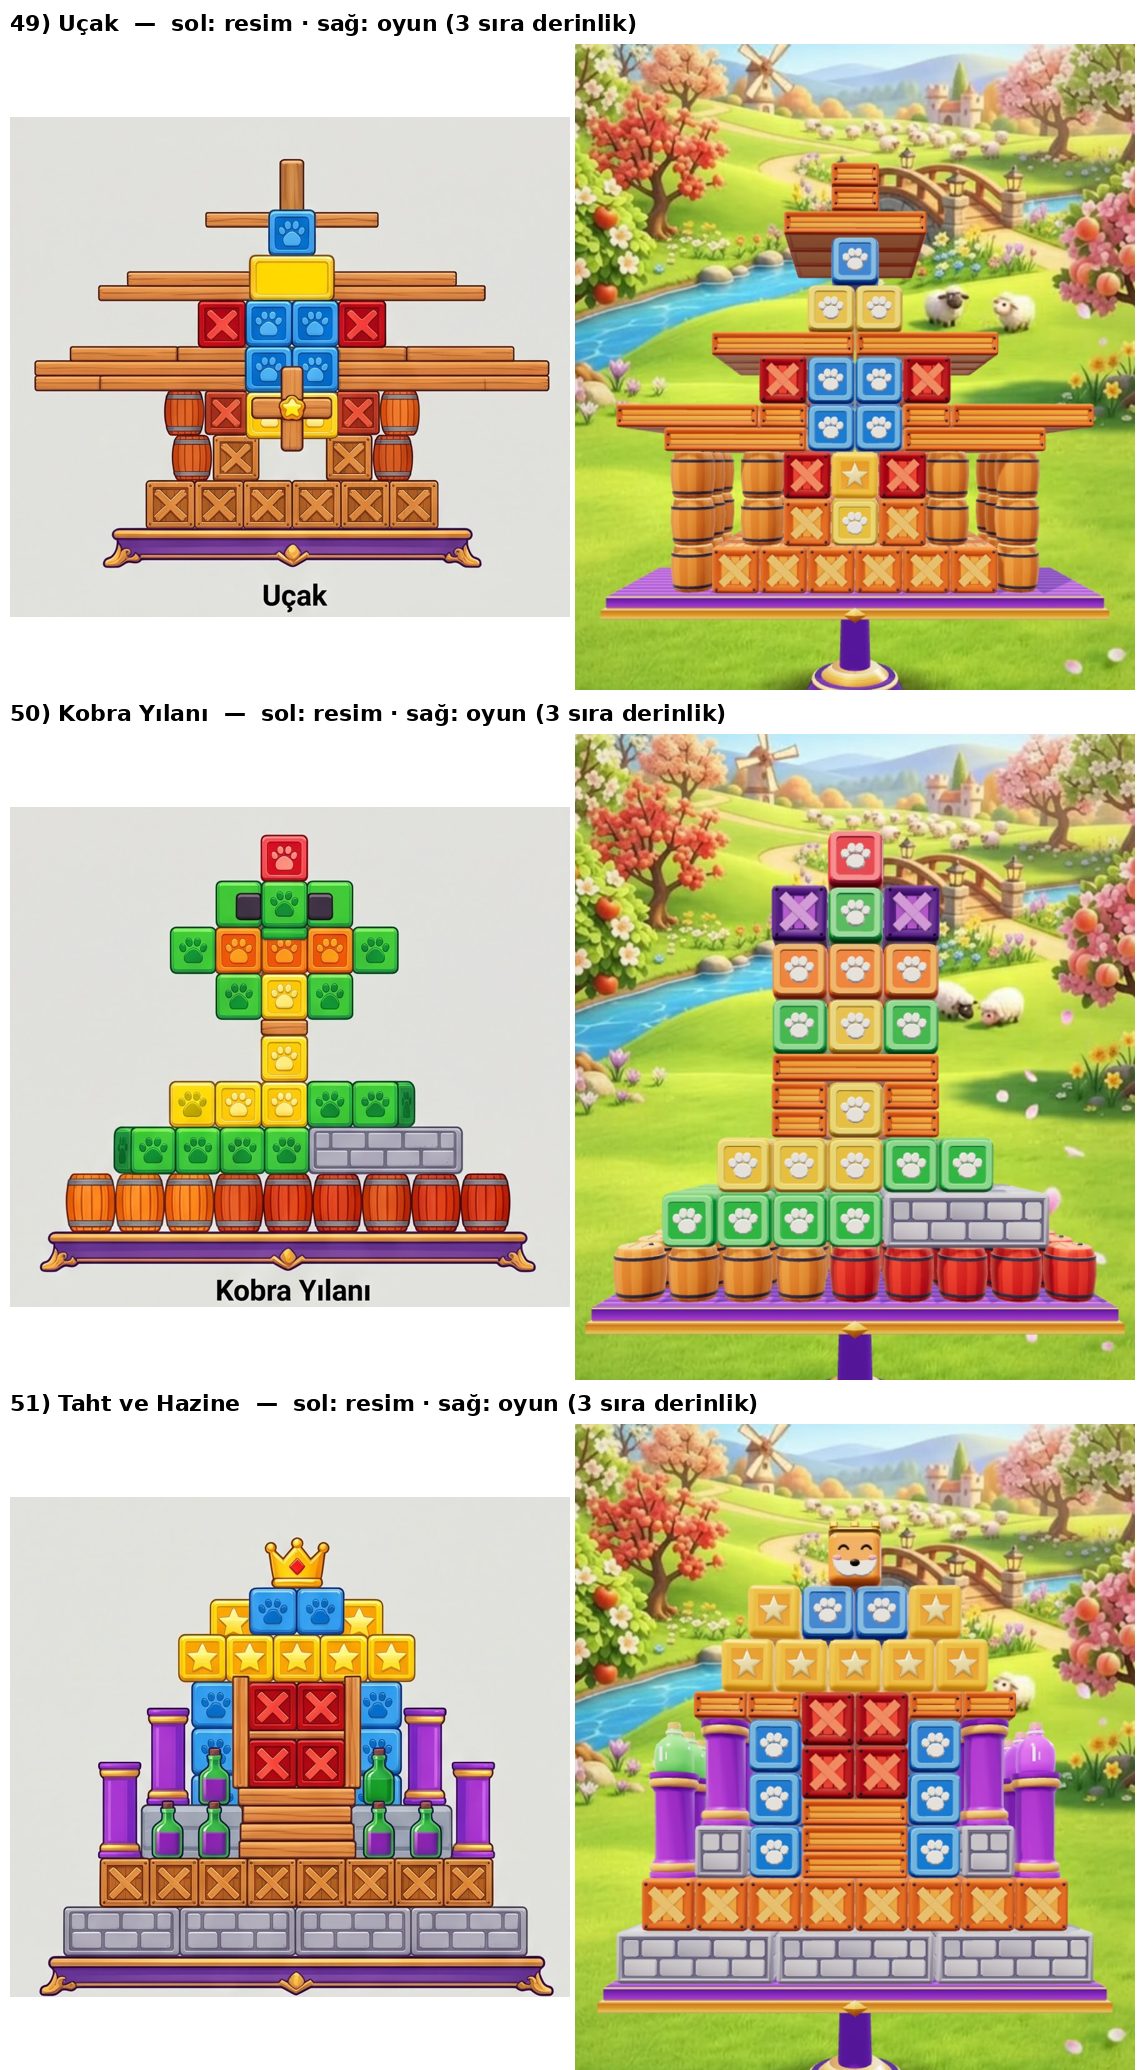 49) Uçak — sol: resim · sağ: oyun (3 sıra derinlik)
Uçak
50) Kobra Yılanı — sol: resim · sağ: oyun (3 sıra derinlik)
Kobra Yılanı
51) Taht ve Hazine — sol: resim · sağ: oyun (3 sıra derinlik)